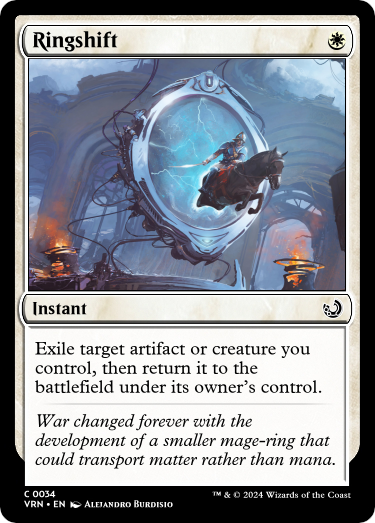 Ringshift
Instant
Exile target artifact or creature you
control, then return it to the
battlefield under its owner's control.
War changed forever with the
development of a smaller mage-ring that
could transport matter rather than mana.
C 0034
VRN • EN Alejandro Burdisio
™ & © 2024 Wizards of the Coast